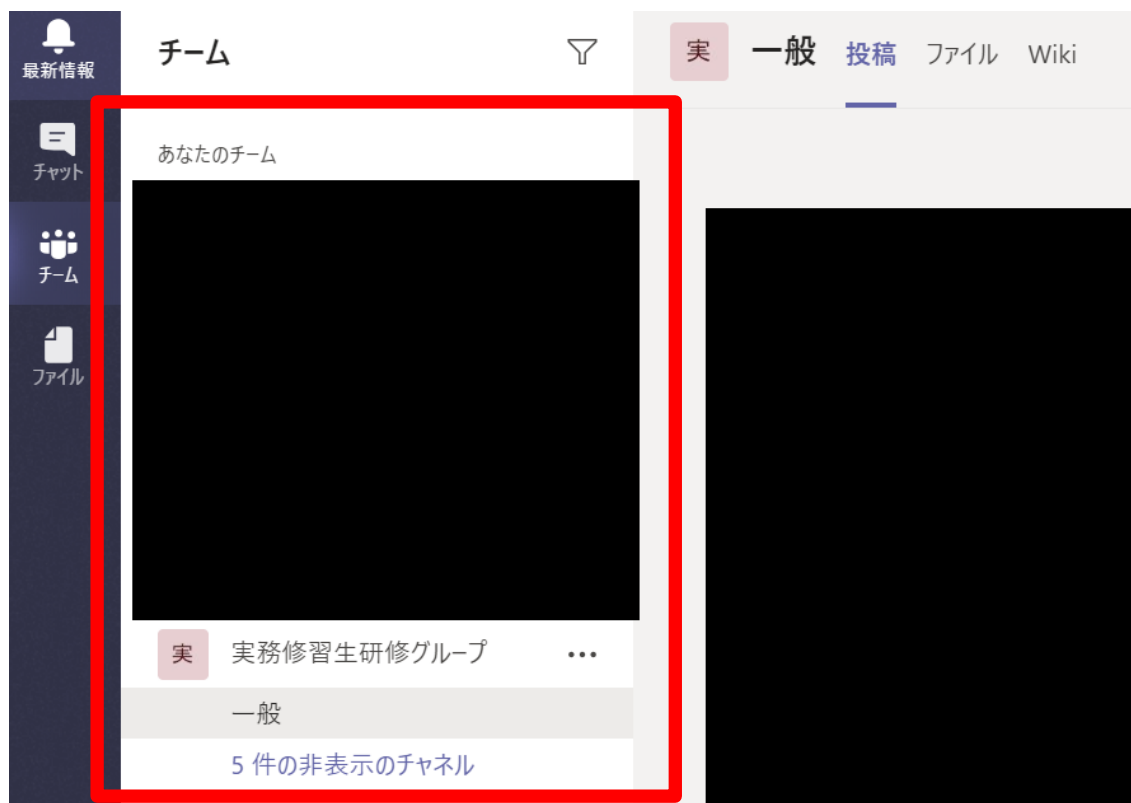 最新情報
チャット
チーム
ファイル
チーム
あなたのチーム
実 実務修習生研修グループ ...
一般
5 件の非表示のチャネル
実 一般 投稿 ファイル Wiki